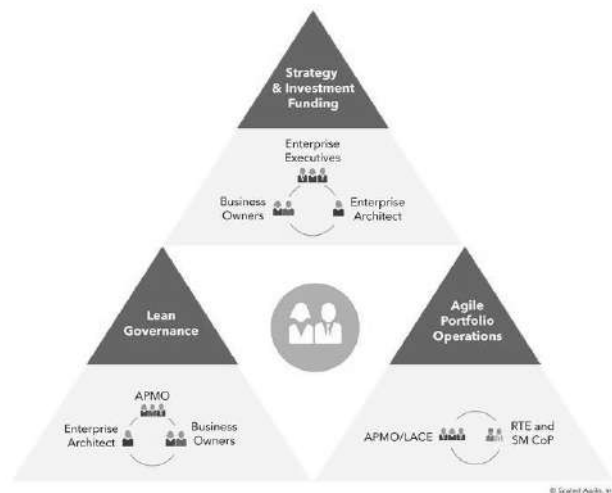 Strategy
& Investment
Funding
Enterprise
Executives
Business
Owners
Enterprise
Architect
Lean
Governance
APMO
Enterprise
Architect
Business
Owners
Agile
Portfolio
Operations
APMO/LACE
RTE and
SM CoP
© Scaled Agile, In